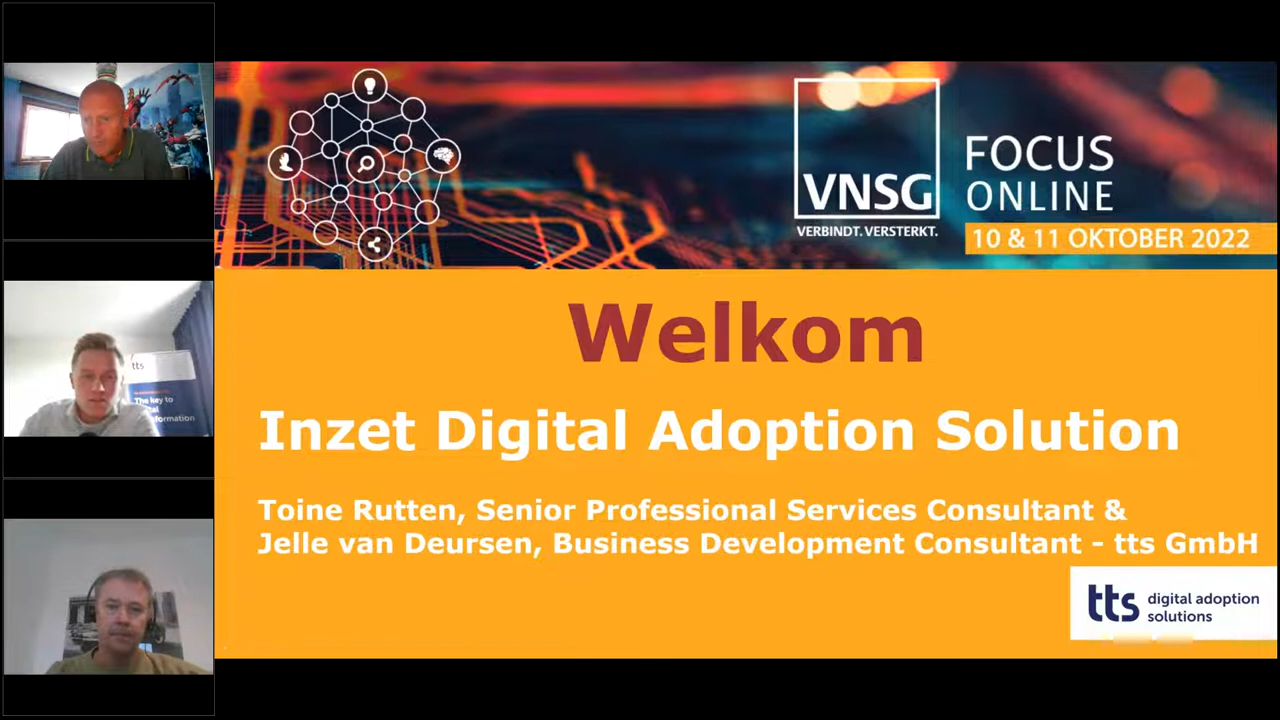 VNSG
VERBINDT. VERSTERKT.
FOCUS
ONLINE
10 & 11 OKTOBER 2022
Welkom
Inzet Digital Adoption Solution
Toine Rutten, Senior Professional Services Consultant &
Jelle van Deursen, Business Development Consultant - tts GmbH
tts digital adoption
solutions
tts
The key to